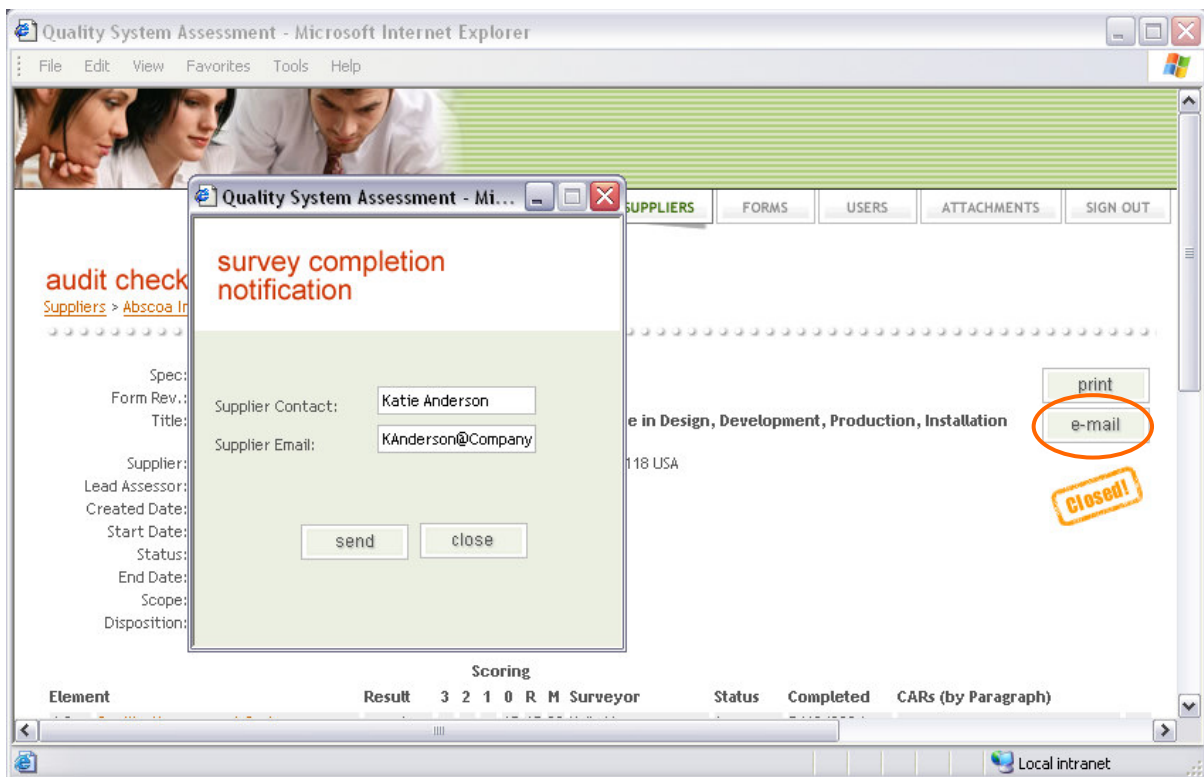 Quality System Assessment - Microsoft Internet Explorer
File Edit View Favorites Tools Help
SUPPLIERS FORMS USERS ATTACHMENTS SIGN OUT
Quality System Assessment - Mi...
survey completion
notification
Supplier Contact: Katie Anderson
Supplier Email: KAnderson@Company
send close
audit check
Suppliers > Abscoa
Spec:
Form Rev.:
Title: e in Design, Development, Production, Installation
Supplier: 118 USA
Lead Assessor:
Created Date:
Start Date:
Status:
End Date:
Scope:
Disposition:
print
e-mail
Closed!
Scoring
Element Result 3 2 1 0 R M Surveyor Status Completed CARs (by Paragraph)
Local intranet